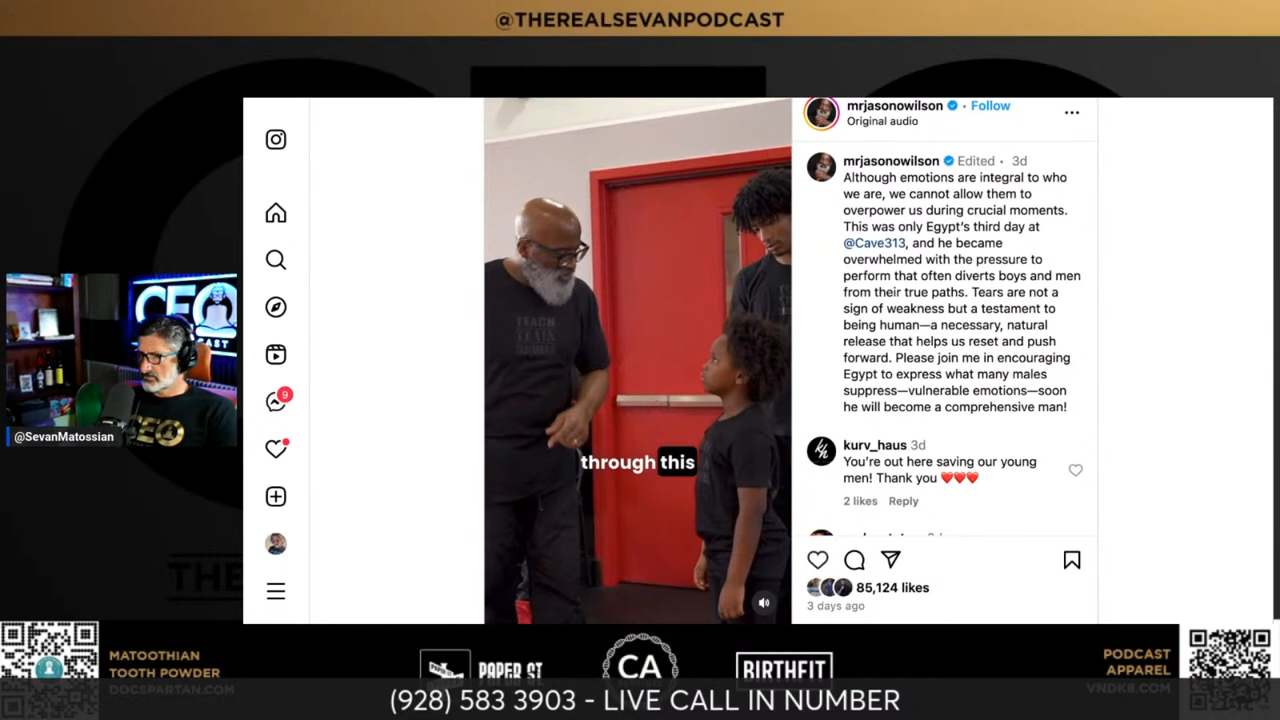 @THEREALSEVANPODCAST
mrjasonowilson • Follow
Original audio
mrjasonowilson Edited • 3d
Although emotions are integral to who
we are, we cannot allow them to
overpower us during crucial moments.
This was only Egypt's third day at
@Cave313, and he became
overwhelmed with the pressure to
perform that often diverts boys and men
from their true paths. Tears are not a
sign of weakness but a testament to
being human—a necessary, natural
release that helps us reset and push
forward. Please join me in encouraging
Egypt to express what many males
suppress—vulnerable emotions—soon
he will become a comprehensive man!
kurv_haus 3d
You're out here saving our young
men! Thank you ❤️❤️❤️
2 likes Reply
85,124 likes
3 days ago
9
TEACH
TRAIN
through this
CEO
CEO
@SevanMatossian
THE
MATOOTHIAN
TOOTH POWDER
DOCSPARTAN.COM
PAPER ST
CA
BIRTHFIT
PODCAST
APPAREL
VNDK8.COM
(928) 583 3903 - LIVE CALL IN NUMBER